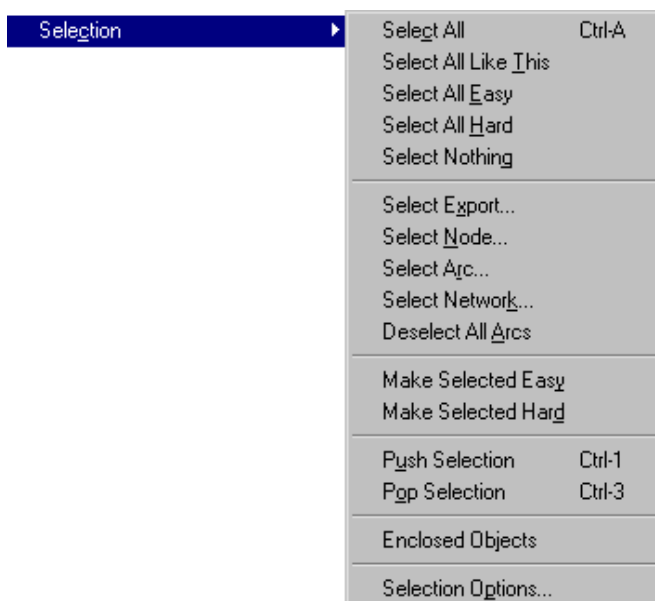 Selection
Select All Ctrl-A
Select All Like This
Select All Easy
Select All Hard
Select Nothing
Select Export...
Select Node...
Select Arc...
Select Network...
Deselect All Arcs
Make Selected Easy
Make Selected Hard
Push Selection Ctrl-1
Pop Selection Ctrl-3
Enclosed Objects
Selection Options...